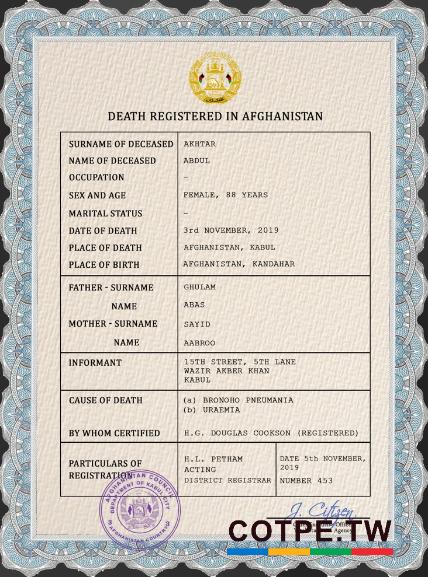 DEATH REGISTERED IN AFGHANISTAN
SURNAME OF DECEASED AKHTAR
NAME OF DECEASED ABDUL
OCCUPATION –
SEX AND AGE FEMALE, 88 YEARS
MARITAL STATUS –
DATE OF DEATH 3rd NOVEMBER, 2019
PLACE OF DEATH AFGHANISTAN, KABUL
PLACE OF BIRTH AFGHANISTAN, KANDAHAR
FATHER - SURNAME GHULAM
NAME ABAS
MOTHER - SURNAME SAYID
NAME AABROO
INFORMANT 15TH STREET, 5TH LANE
WAZIR AKBER KHAN
KABUL
CAUSE OF DEATH (a) BRONOHO PNEUMANIA
(b) URAEMIA
BY WHOM CERTIFIED H.G. DOUGLAS COOKSON (REGISTERED)
PARTICULARS OF
REGISTRATION
H.L. PETHAM
ACTING
DISTRICT REGISTRAR
DATE 5th NOVEMBER,
2019
NUMBER 453
AFGHANISTAN COUNCIL
DEPARTMENT OF KABUL CITY
AFGHANISTAN COUNCIL
J. Citizen
COTPE.TW